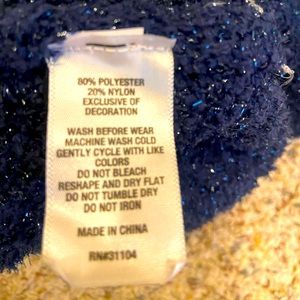 80% POLYESTER
20% NYLON
EXCLUSIVE OF
DECORATION
WASH BEFORE WEAR
MACHINE WASH COLD
GENTLY CYCLE WITH LIKE
COLORS
DO NOT BLEACH
RESHAPE AND DRY FLAT
DO NOT TUMBLE DRY
DO NOT IRON
MADE IN CHINA
RN#31104